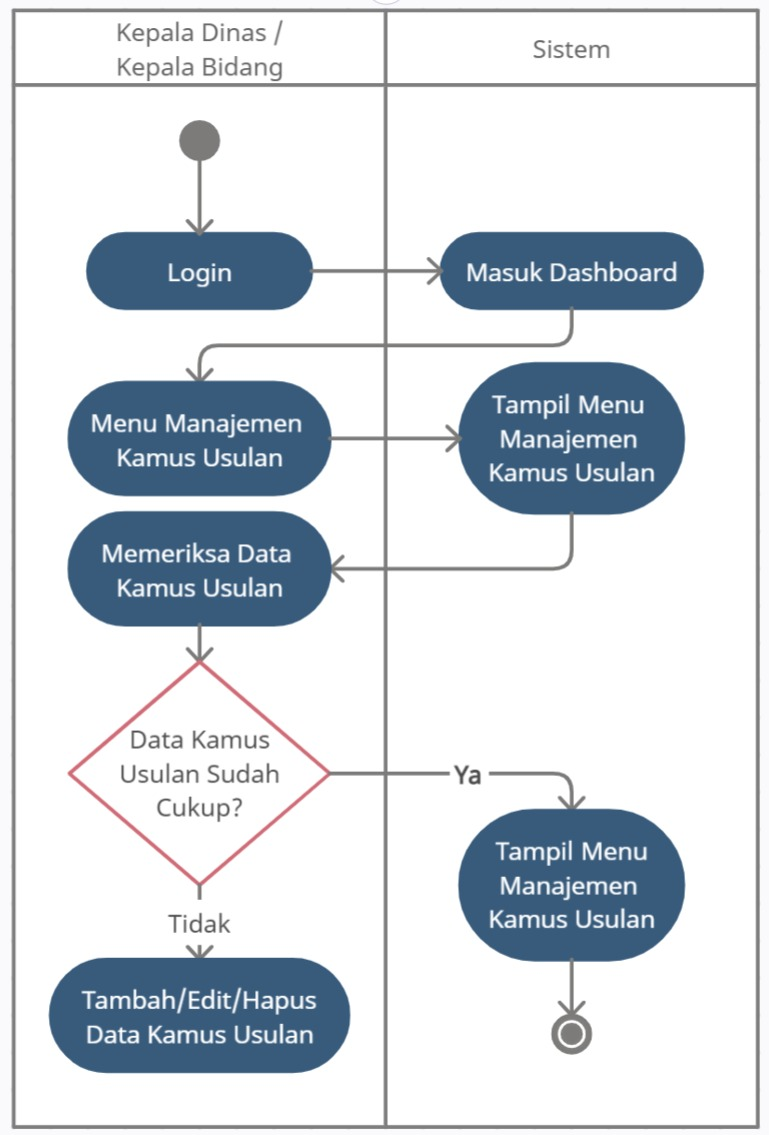 Kepala Dinas /
Kepala Bidang
Sistem
Login
Masuk Dashboard
Menu Manajemen
Kamus Usulan
Tampil Menu
Manajemen
Kamus Usulan
Memeriksa Data
Kamus Usulan
Data Kamus
Usulan Sudah
Cukup?
Ya
Tampil Menu
Manajemen
Kamus Usulan
Tidak
Tambah/Edit/Hapus
Data Kamus Usulan